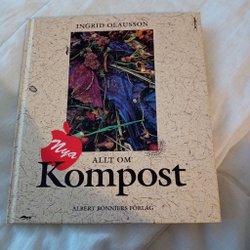 INGRID OLAUSSON
Nya
ALLT OM
Kompost
ALBERT BONNIERS FÖRLAG